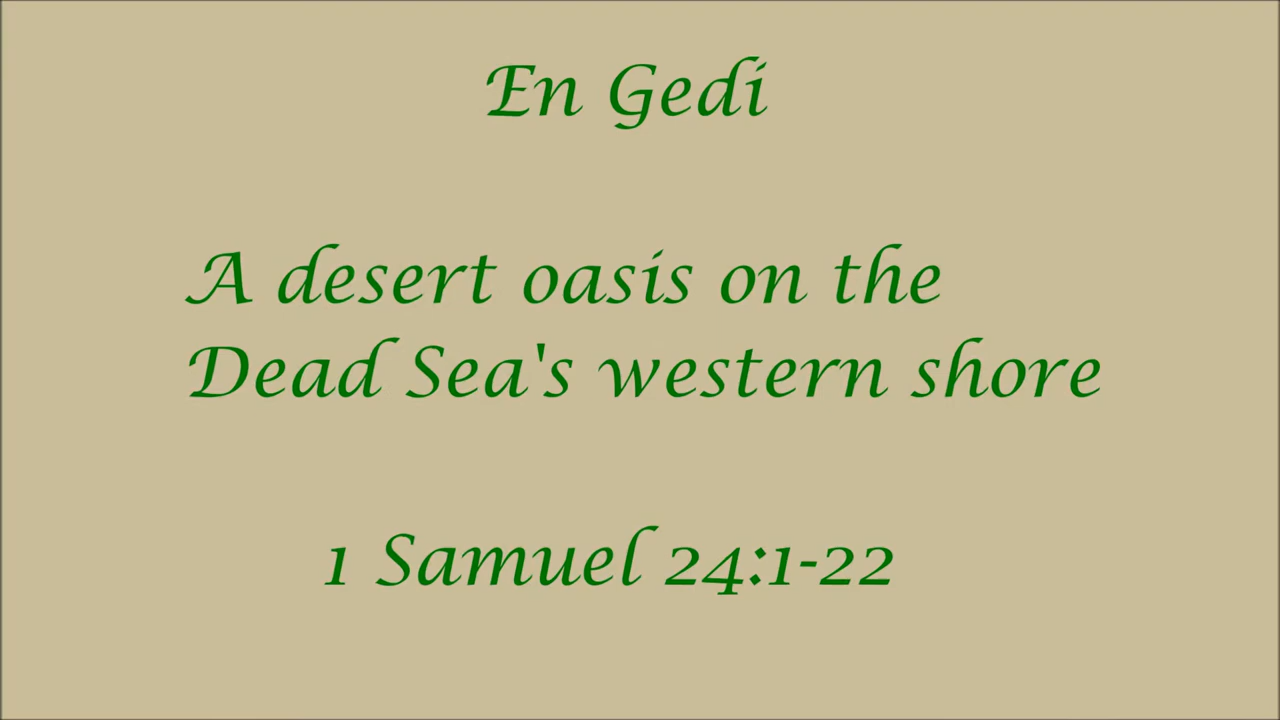 En Gedi
A desert oasis on the
Dead Sea's western shore
1 Samuel 24:1-22